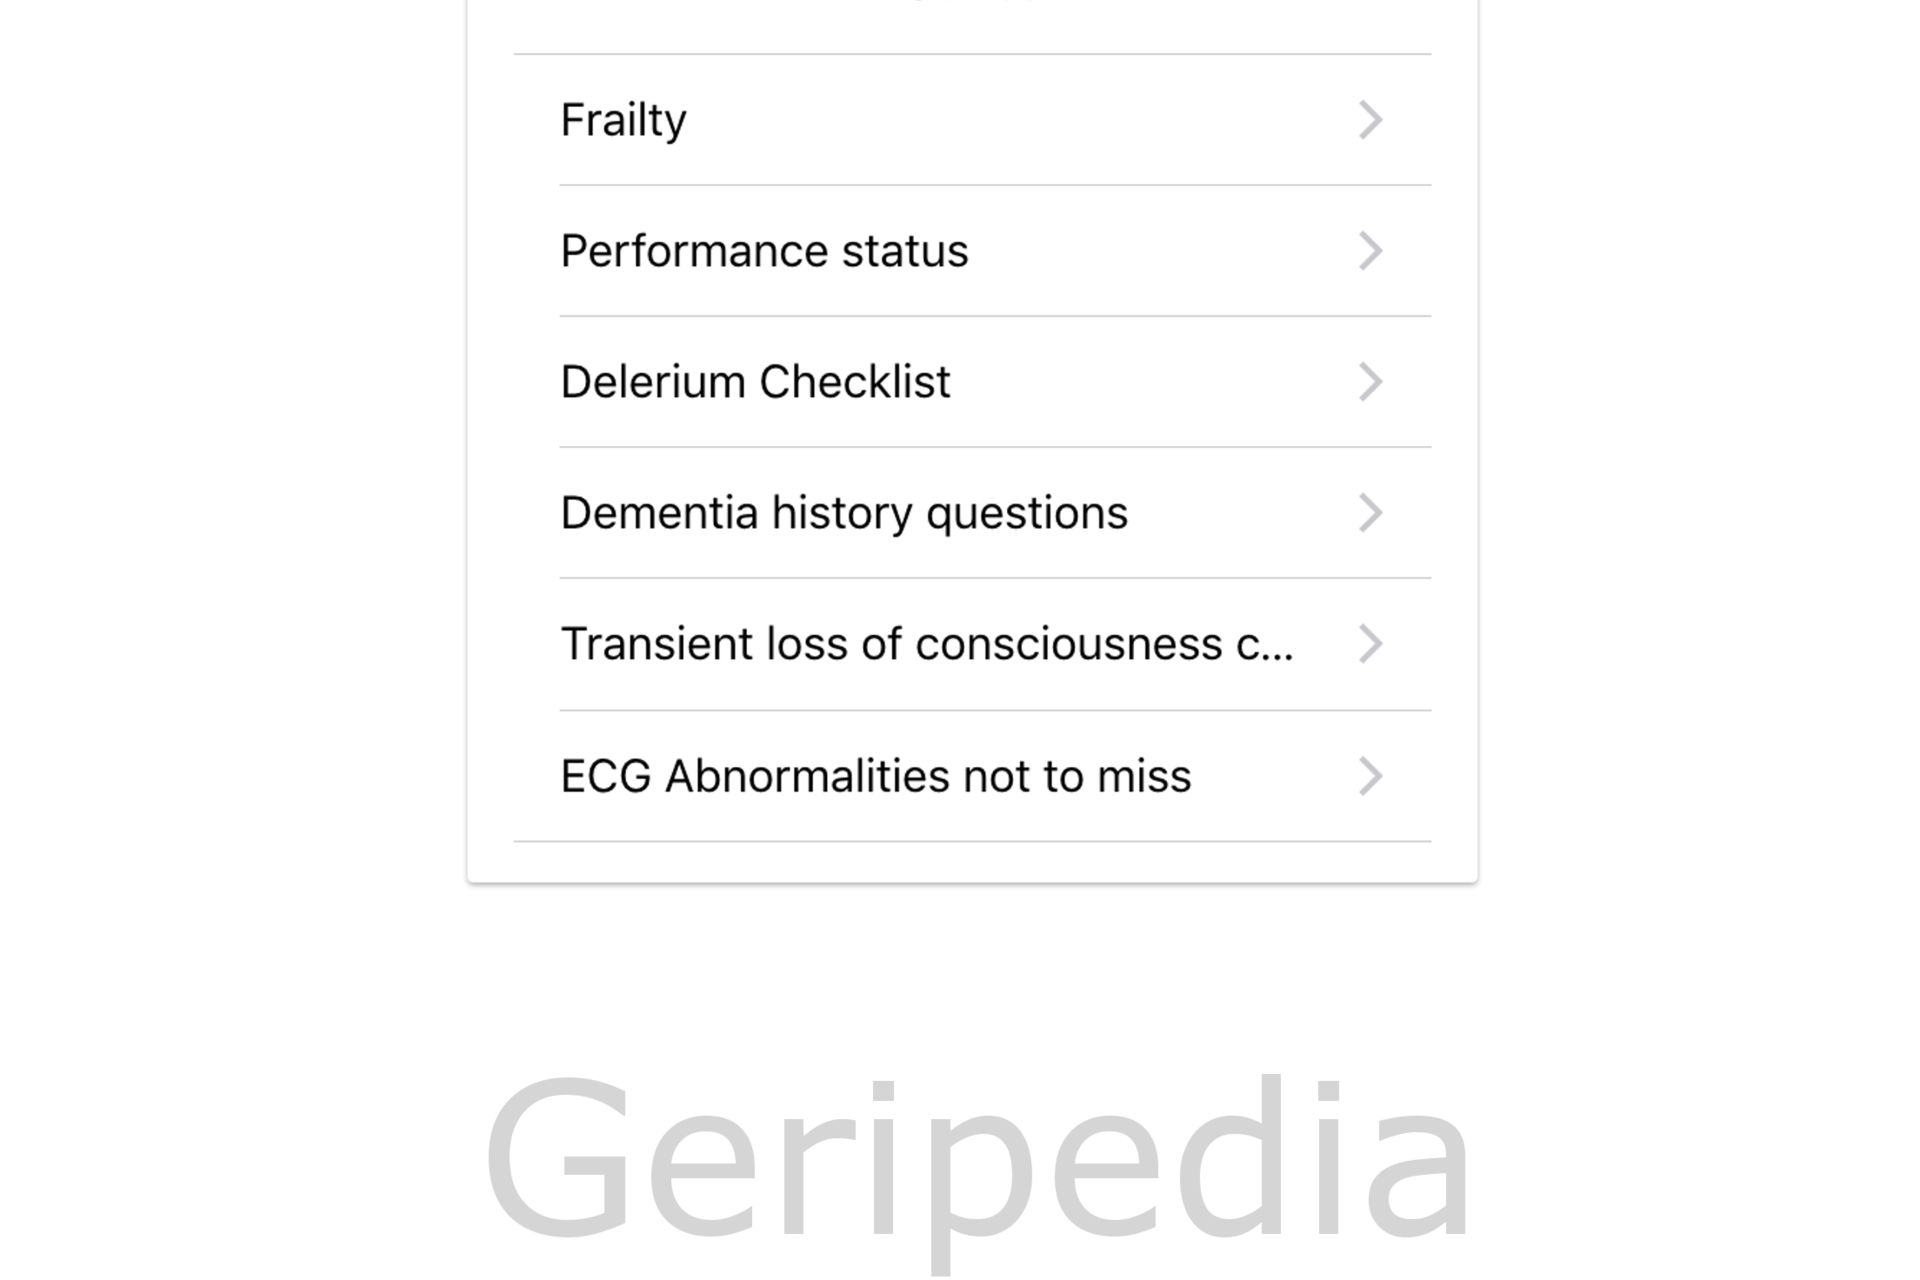 Frailty
Performance status
Delerium Checklist
Dementia history questions
Transient loss of consciousness c...
ECG Abnormalities not to miss
Geripedia